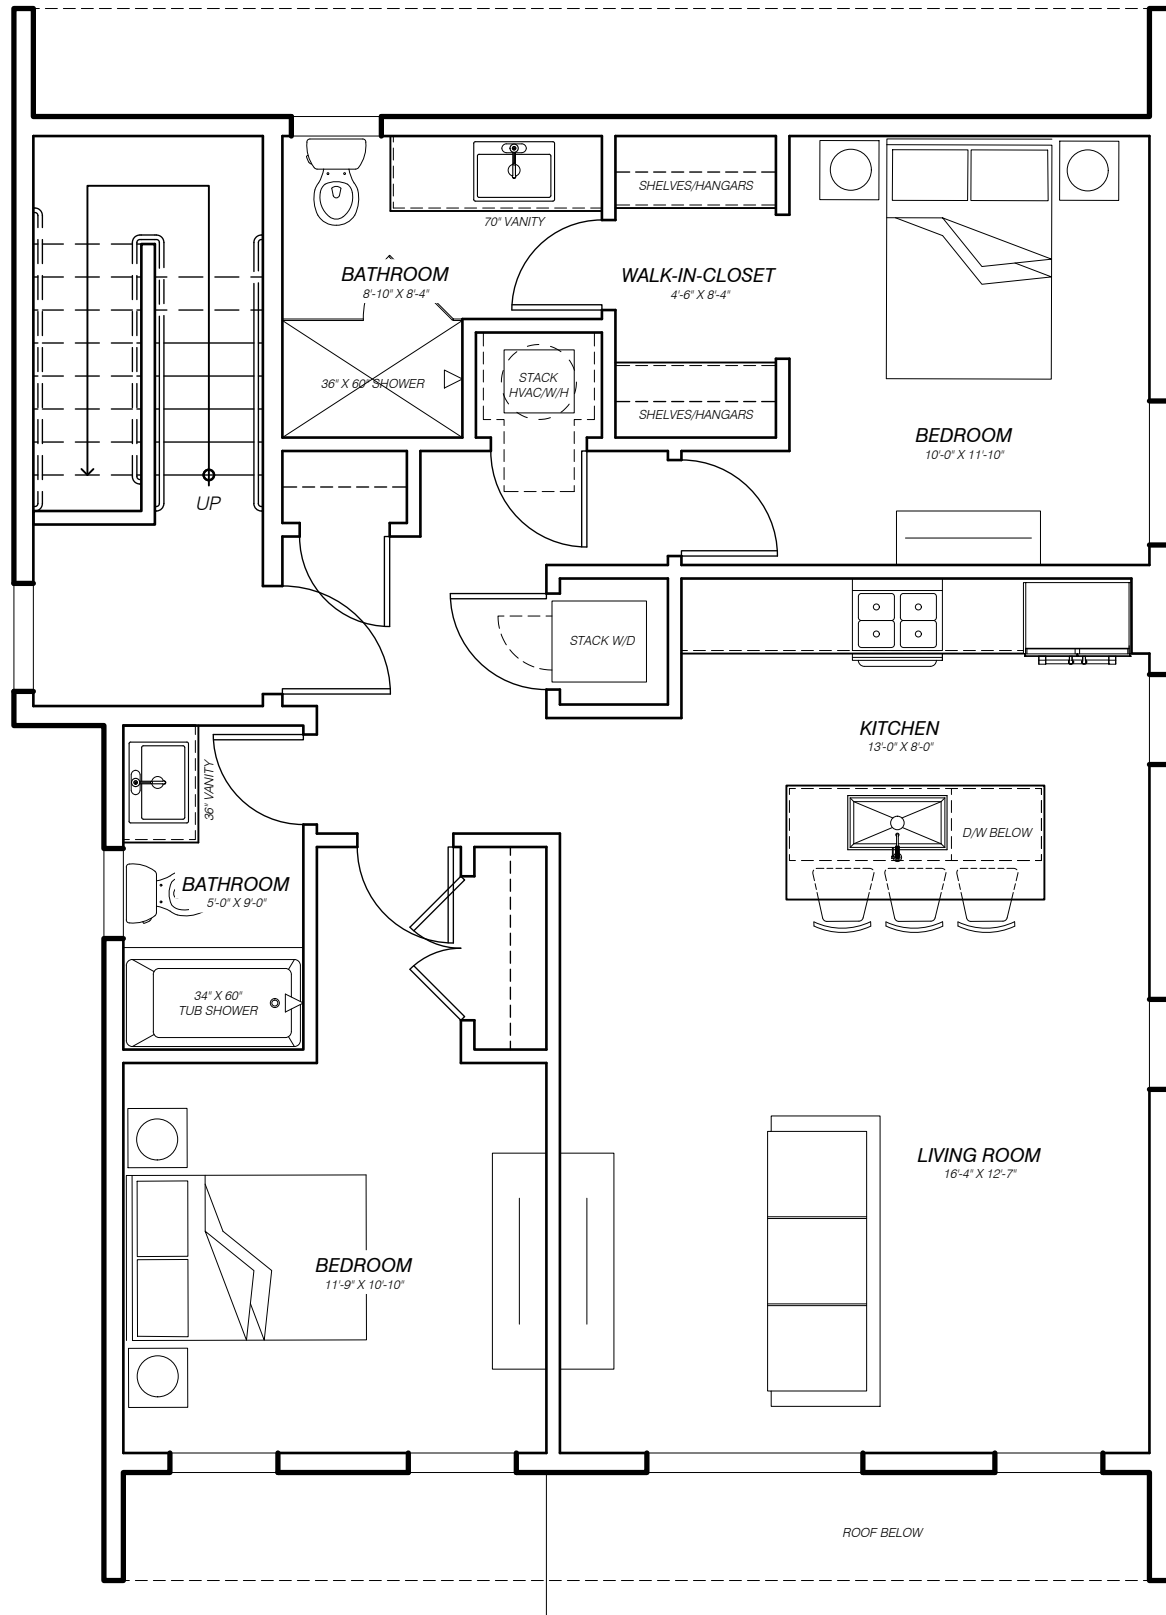 SHELVES/HANGARS
70" VANITY
BATHROOM
8'-10" X 8'-4"
WALK-IN-CLOSET
4'-6" X 8'-4"
36" X 60" SHOWER
STACK
HVAC/W/H
SHELVES/HANGARS
BEDROOM
10'-0" X 11'-10"
UP
STACK W/D
KITCHEN
13'-0" X 8'-0"
36" VANITY
D/W BELOW
BATHROOM
5'-0" X 9'-0"
34" X 60"
TUB SHOWER
LIVING ROOM
16'-4" X 12'-7"
BEDROOM
11'-9" X 10'-10"
ROOF BELOW